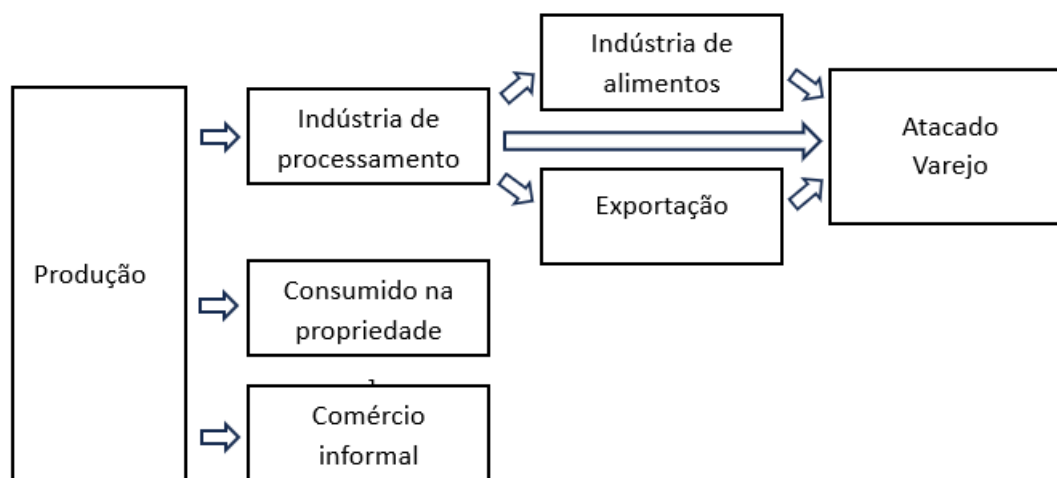 Produção
Indústria de
processamento
Indústria de
alimentos
Exportação
Atacado
Varejo
Consumido na
propriedade
Comércio
informal